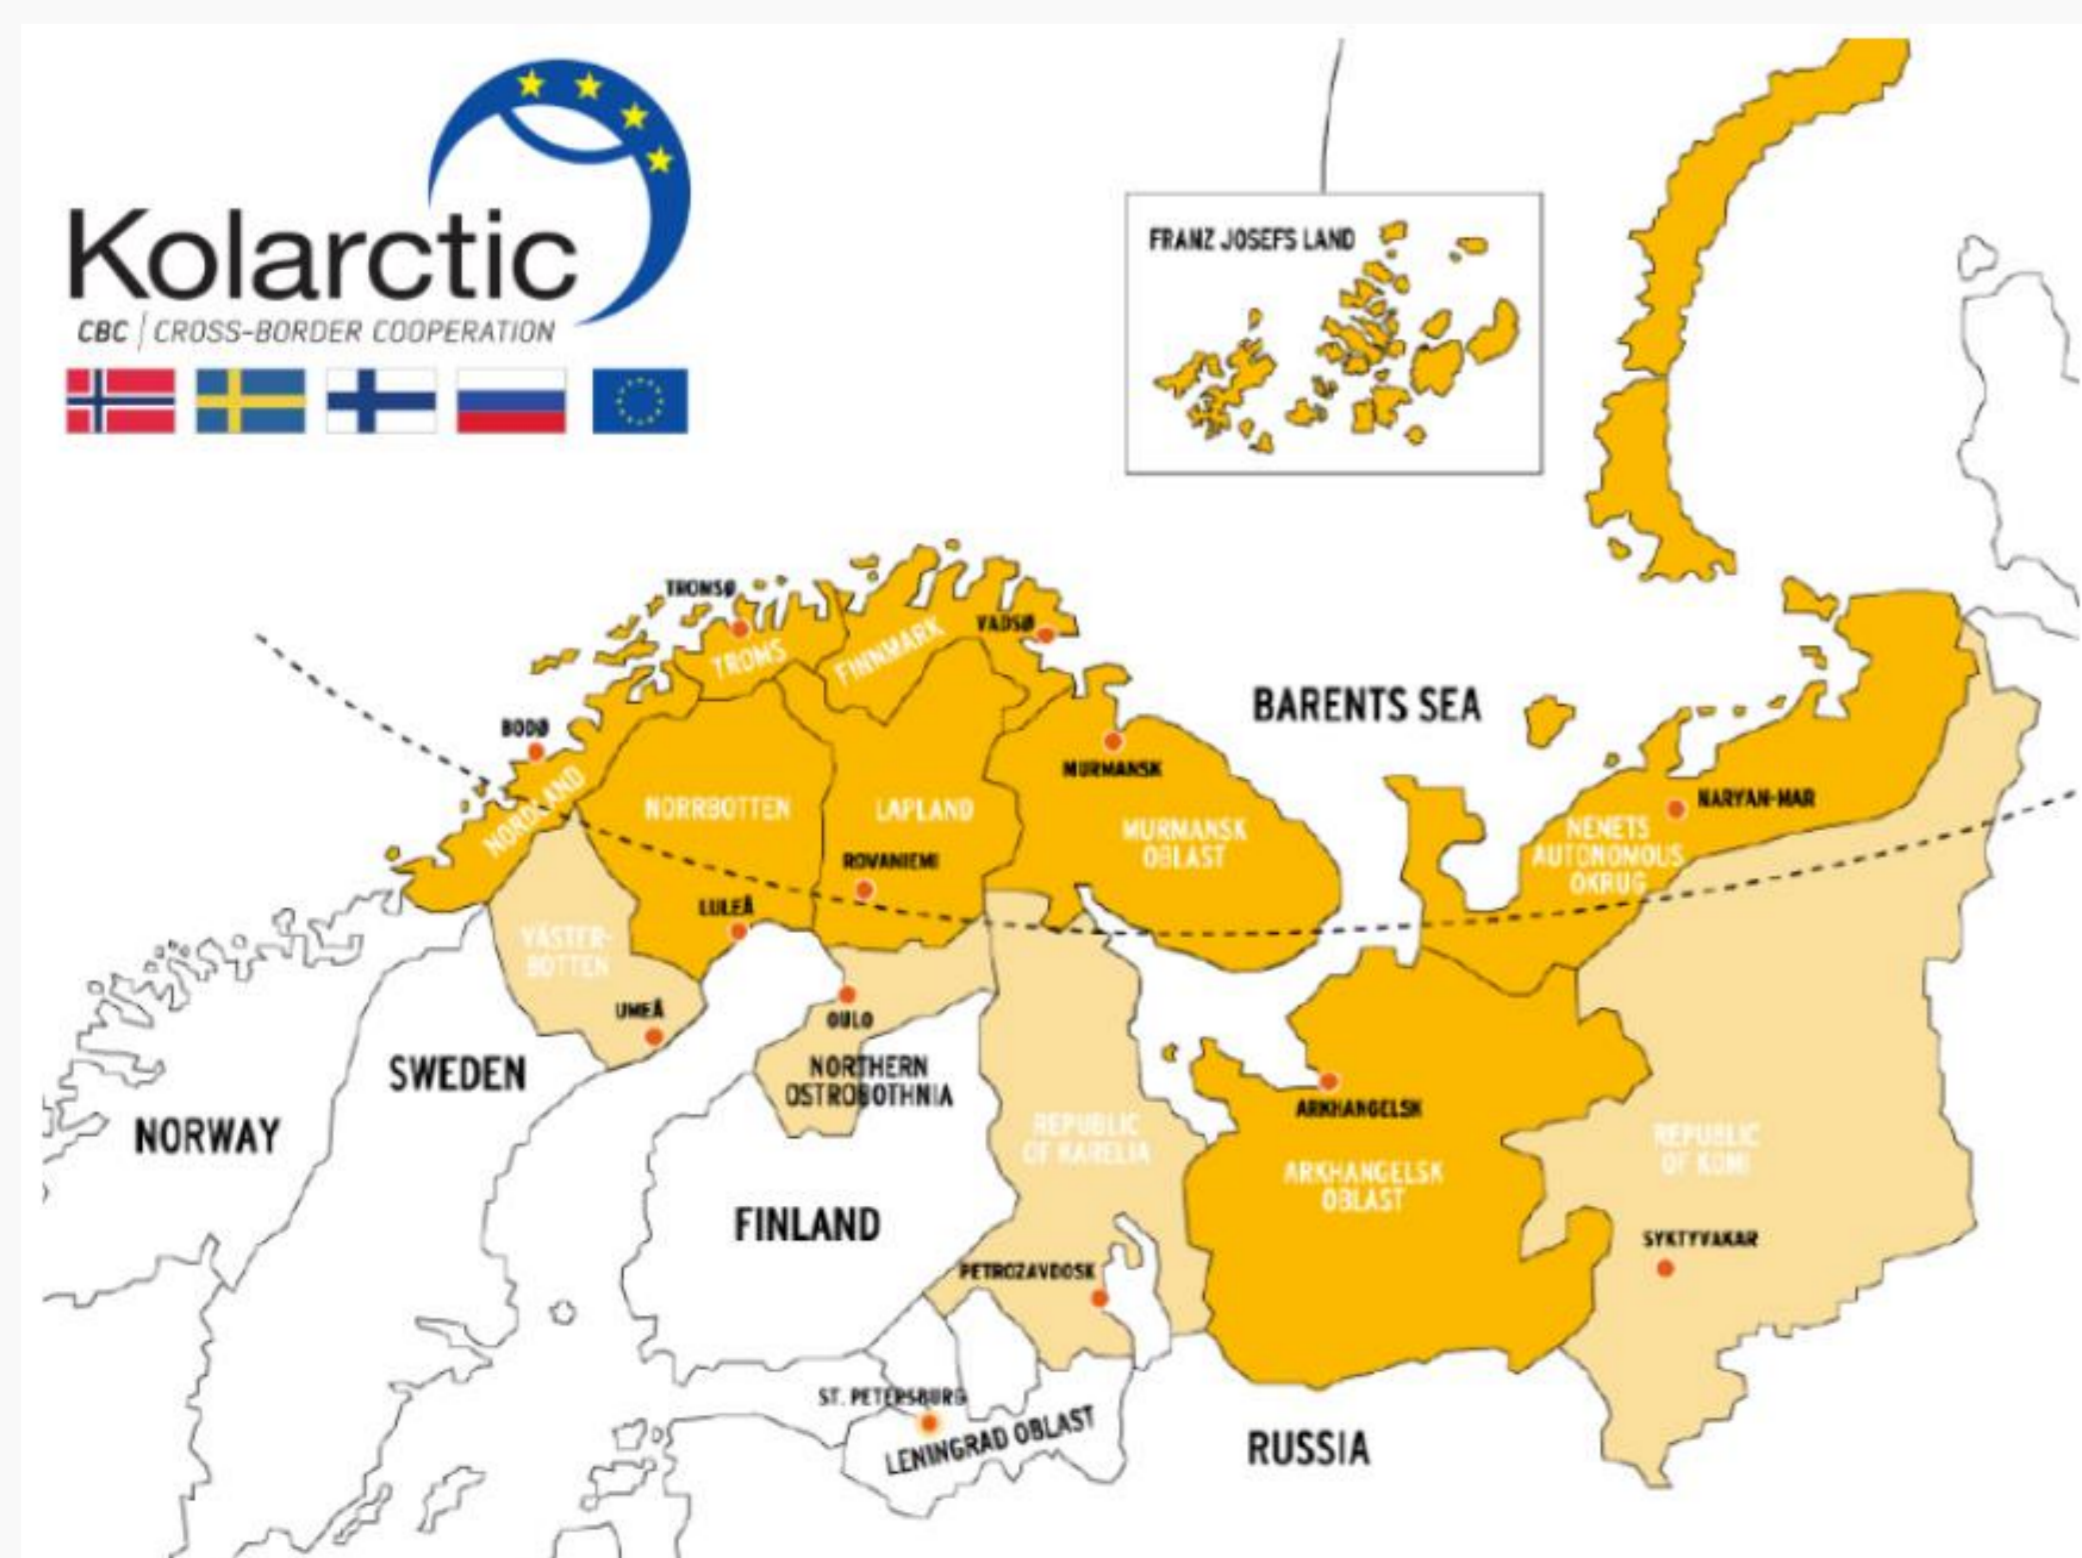 Kolarctic
CBC | CROSS-BORDER COOPERATION
FRANZ JOSEFS LAND
TROMSØ
TROMS
FINNMARK
VADSØ
BODØ
NORDLAND
BARENTS SEA
MURMANSK
NORRBOTTEN
LAPLAND
MURMANSK
OBLAST
NARYAN-MAR
NENETS
AUTONOMOUS
OKRUG
ROVANIEMI
LULEÅ
VÄSTER-
BOTTEN
UMEÅ
OULO
NORTHERN
OSTROBOTHNIA
SWEDEN
NORWAY
FINLAND
REPUBLIC
OF KARELIA
ARKHANGELSK
ARKHANGELSK
OBLAST
REPUBLIC
OF KOMI
SYKTYVAKAR
PETROZAVDOSK
ST. PETERSBURG
LENINGRAD OBLAST
RUSSIA